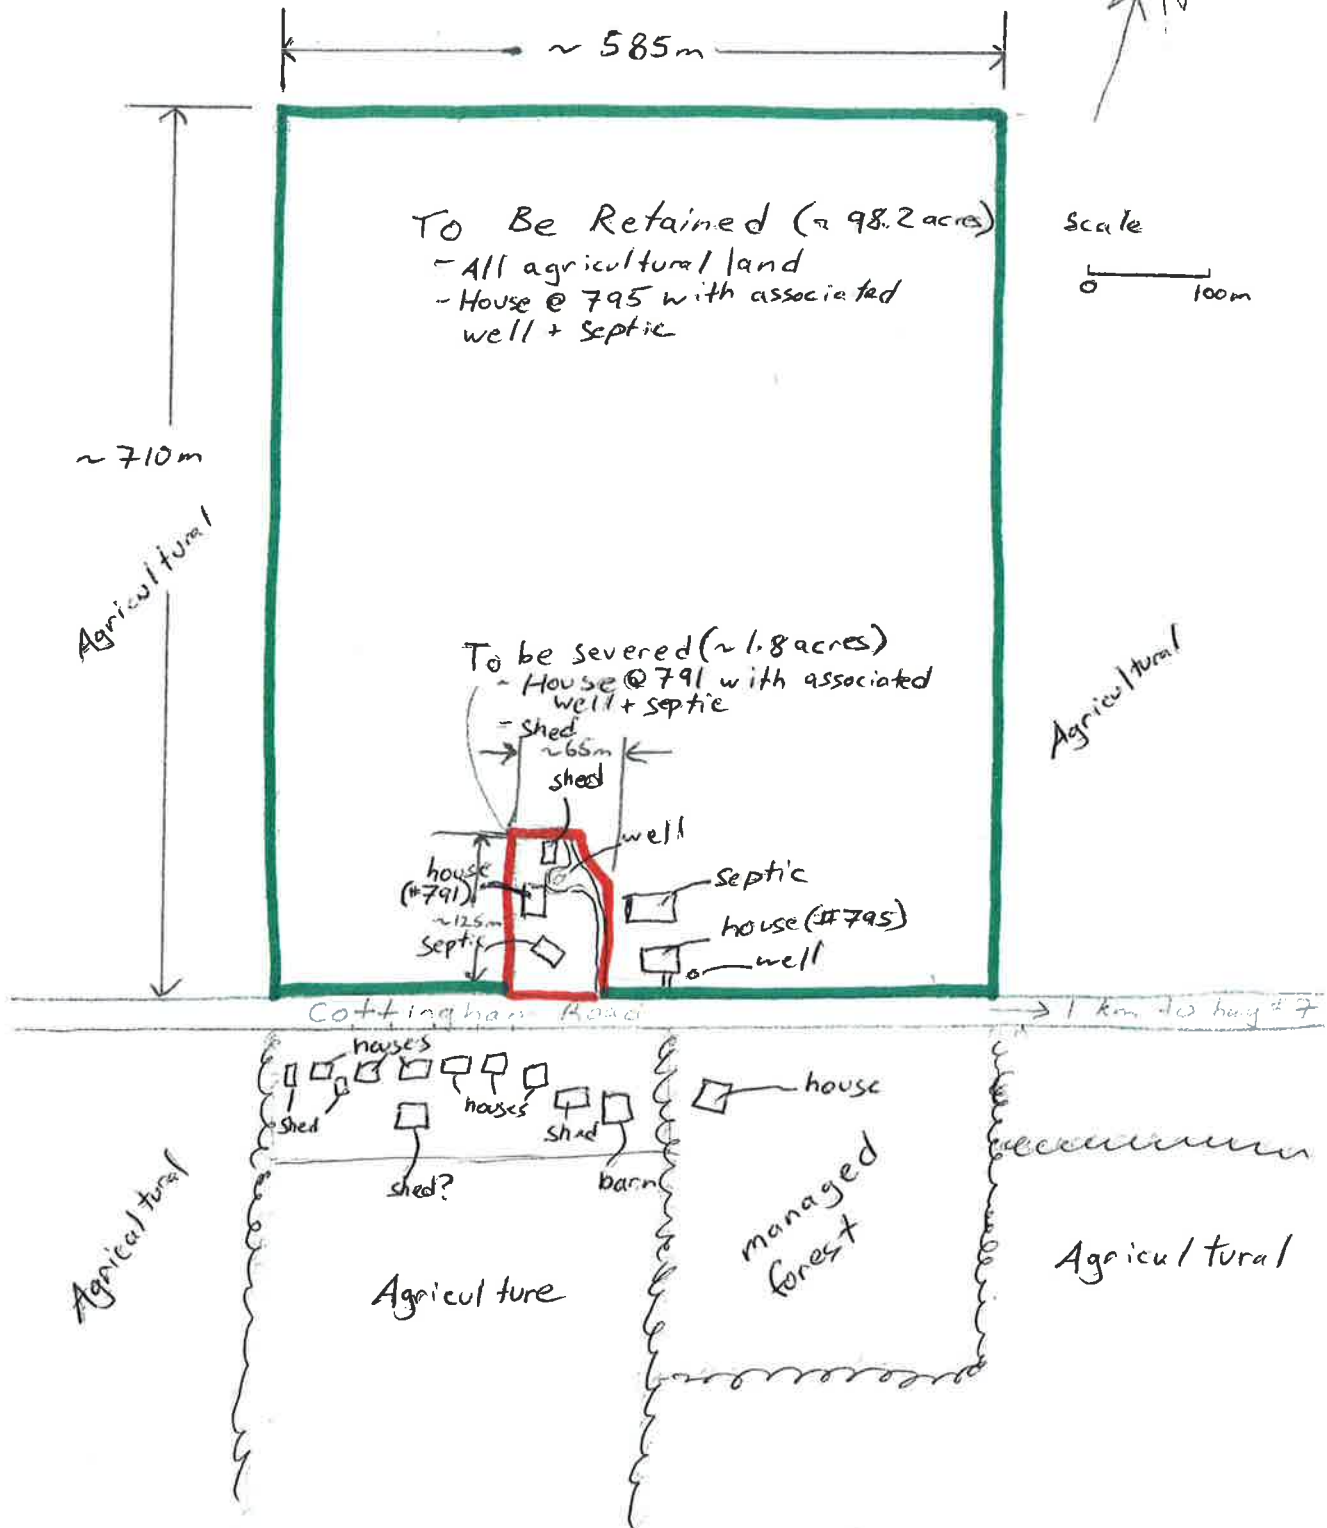 N
~ 585m
To Be Retained (~ 98.2 acres)
- All agricultural land
- House @ 795 with associated
well + septic
Scale
0 100m
~ 710m
Agricultural
To be severed (~ 1.8 acres)
- House @ 791 with associated
well + septic
- shed
~65m
shed
well
house
(#791)
~125m
septic
septic
house (#795)
well
Agricultural
Cottingham Road
→ 1 km to hwy #7
houses
shed
houses
shed
shed?
barn
house
managed
forest
Agricultural
Agriculture
Agricultural